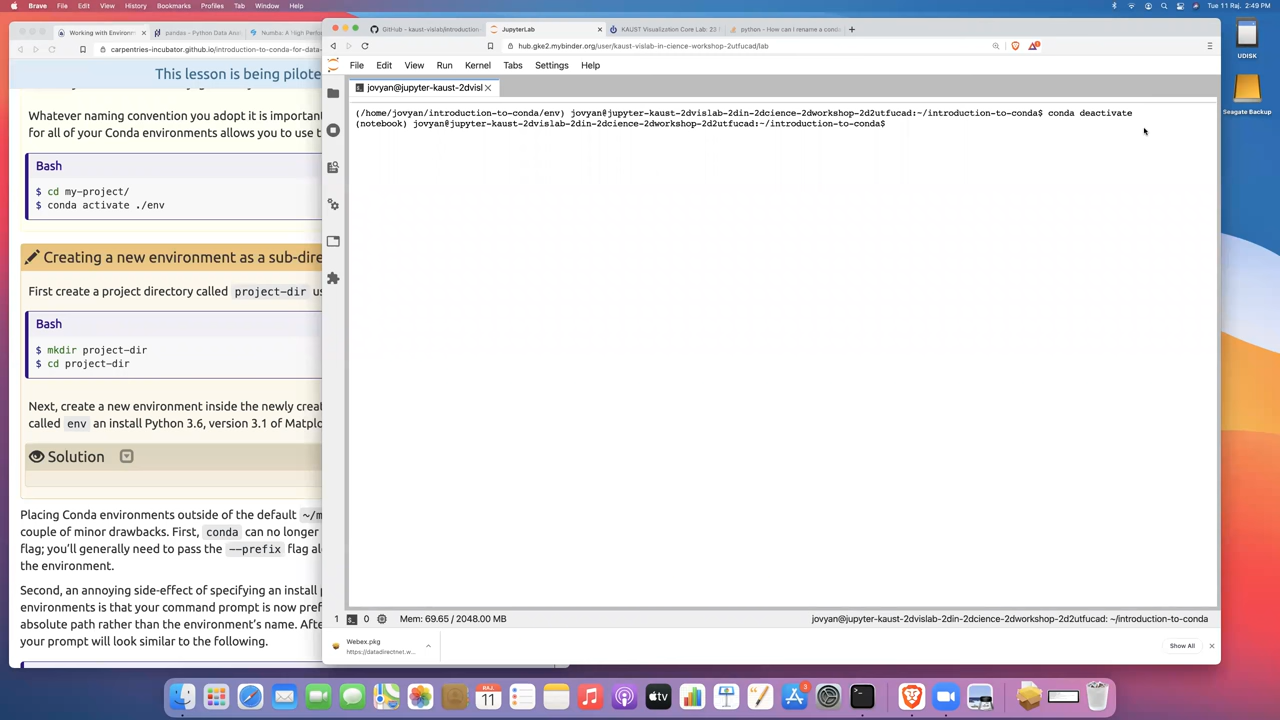 Brave File Edit View History Bookmarks Profiles Tab Window Help
Tue 11 Raj. 2:49 PM
Working with Environm
pandas - Python Data Ana
Numba: A High Perfo
carpentries-incubator.github.io/introduction-to-conda-for-data-
This lesson is being pilote
Whatever naming convention you adopt it is important
for all of your Conda environments allows you to use t
Bash
$ cd my-project/
$ conda activate ./env
Creating a new environment as a sub-dire
First create a project directory called project-dir us
Bash
$ mkdir project-dir
$ cd project-dir
Next, create a new environment inside the newly creat
called env an install Python 3.6, version 3.1 of Matplo
Solution
Placing Conda environments outside of the default ~/m
couple of minor drawbacks. First, conda can no longer
flag; you'll generally need to pass the --prefix flag al
the environment.
Second, an annoying side-effect of specifying an install p
environments is that your command prompt is now pref
absolute path rather than the environment's name. Afte
your prompt will look similar to the following.
GitHub - kaust-vislab/introduction-
JupyterLab
KAUST Visualization Core Lab: 23
python - How can I rename a cond
hub.gke2.mybinder.org/user/kaust-vislab-in-cience-workshop-2utfucad/lab
File Edit View Run Kernel Tabs Settings Help
jovyan@jupyter-kaust-2dvisl
(/home/jovyan/introduction-to-conda/env) jovyan@jupyter-kaust-2dvislab-2din-2dcience-2dworkshop-2d2utfucad:~/introduction-to-conda$ conda deactivate
(notebook) jovyan@jupyter-kaust-2dvislab-2din-2dcience-2dworkshop-2d2utfucad:~/introduction-to-conda$
1 0 Mem: 69.65 / 2048.00 MB
jovyan@jupyter-kaust-2dvislab-2din-2dcience-2dworkshop-2d2utfucad: ~/introduction-to-conda
Webex.pkg
https://datadirectnet.w...
Show All
UDISK
Seagate Backup
RAJ.
11
tv
3